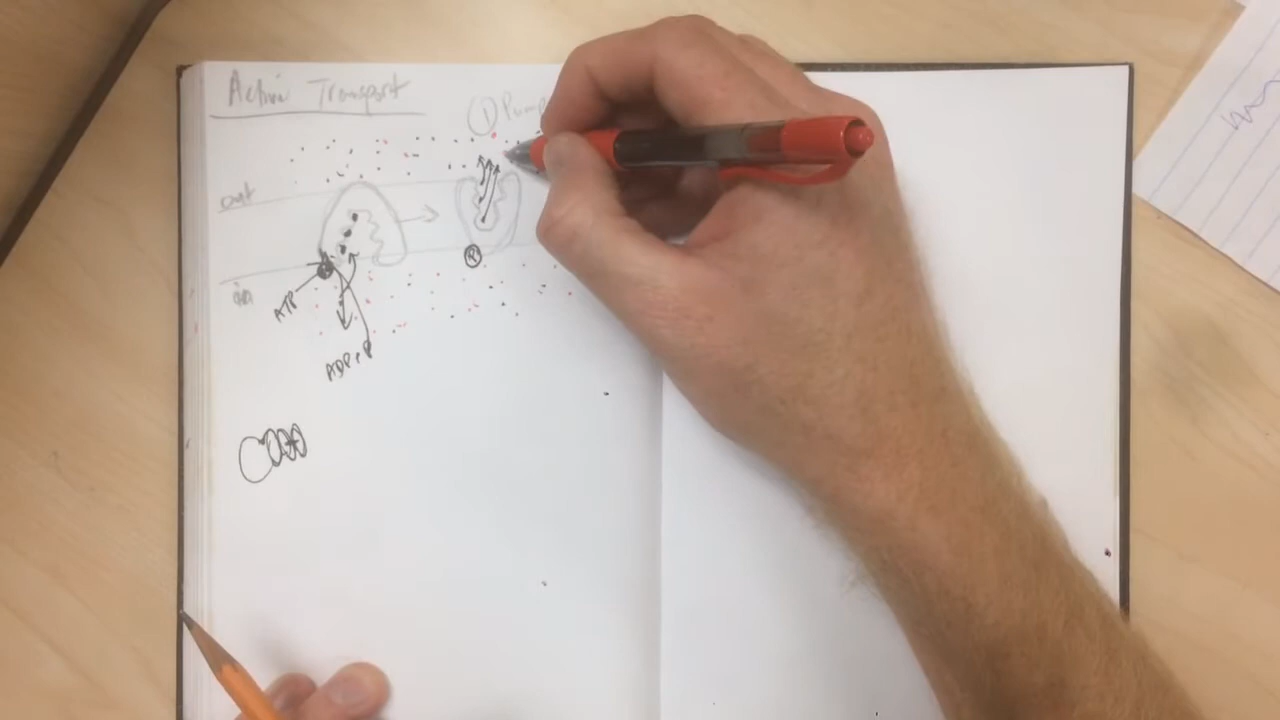 Active Transport
① Pump
out
in
ATP
ADP + P
P